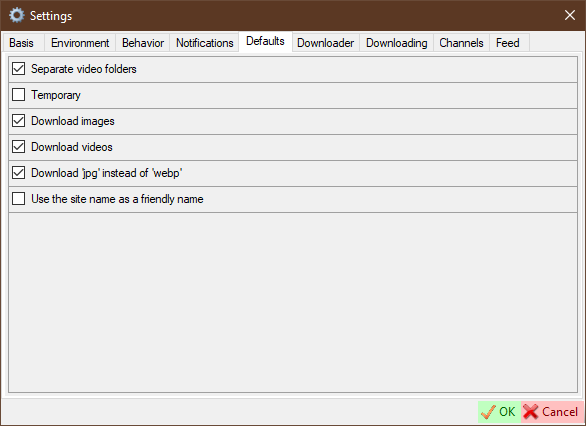 Settings
Basis Environment Behavior Notifications Defaults Downloader Downloading Channels Feed
Separate video folders
Temporary
Download images
Download videos
Download 'jpg' instead of 'webp'
Use the site name as a friendly name
OK Cancel